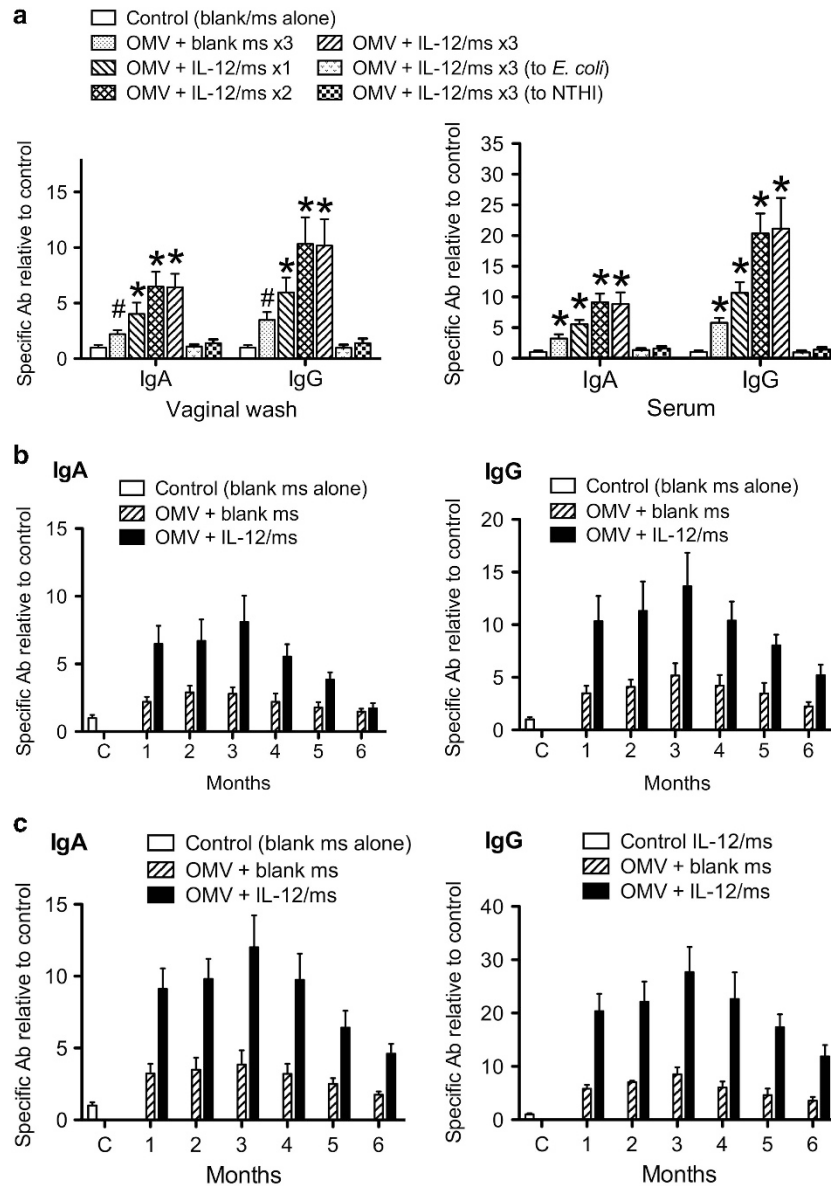 a
Control (blank/ms alone)
OMV + blank ms x3
OMV + IL-12/ms x3
OMV + IL-12/ms x1
OMV + IL-12/ms x3 (to E. coli)
OMV + IL-12/ms x2
OMV + IL-12/ms x3 (to NTHI)
Specific Ab relative to control
15
10
5
0
# * * *
# * * *
IgA IgG
Vaginal wash
Specific Ab relative to control
35
30
25
20
15
10
5
0
* * * *
* * * *
IgA IgG
Serum
b
IgA
Control (blank ms alone)
OMV + blank ms
OMV + IL-12/ms
Specific Ab relative to control
15
10
5
0
C 1 2 3 4 5 6
Months
IgG
Control (blank ms alone)
OMV + blank ms
OMV + IL-12/ms
Specific Ab relative to control
20
15
10
5
0
C 1 2 3 4 5 6
Months
c
IgA
Control (blank ms alone)
OMV + blank ms
OMV + IL-12/ms
Specific Ab relative to control
15
10
5
0
C 1 2 3 4 5 6
Months
IgG
Control IL-12/ms
OMV + blank ms
OMV + IL-12/ms
Specific Ab relative to control
40
30
20
10
0
C 1 2 3 4 5 6
Months